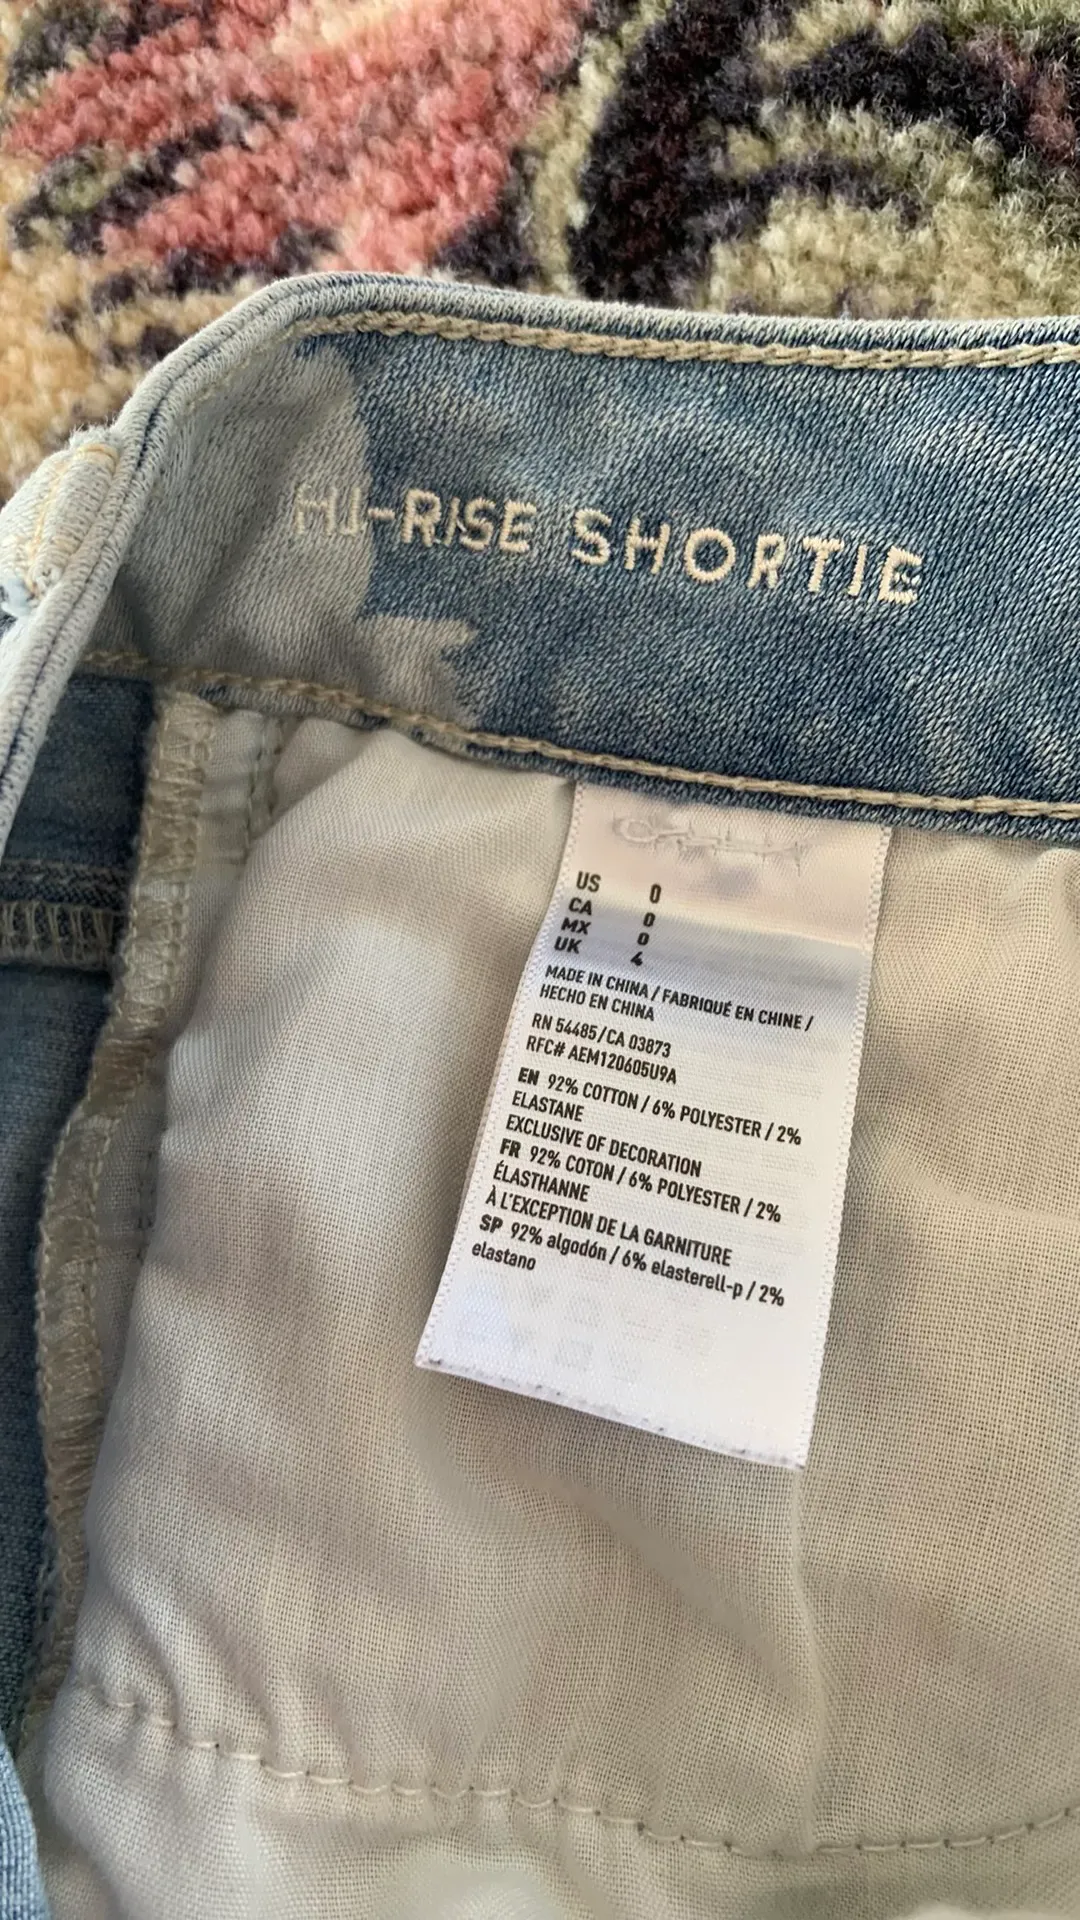 HI-RISE SHORTIE
US 0
CA 0
MX 0
UK 4
MADE IN CHINA / FABRIQUÉ EN CHINE /
HECHO EN CHINA
RN 54485/CA 03873
RFC# AEM120605U9A
EN 92% COTTON / 6% POLYESTER / 2%
ELASTANE
EXCLUSIVE OF DECORATION
FR 92% COTON / 6% POLYESTER / 2%
ÉLASTHANNE
À L'EXCEPTION DE LA GARNITURE
SP 92% algodón / 6% elasterell-p / 2%
elastano